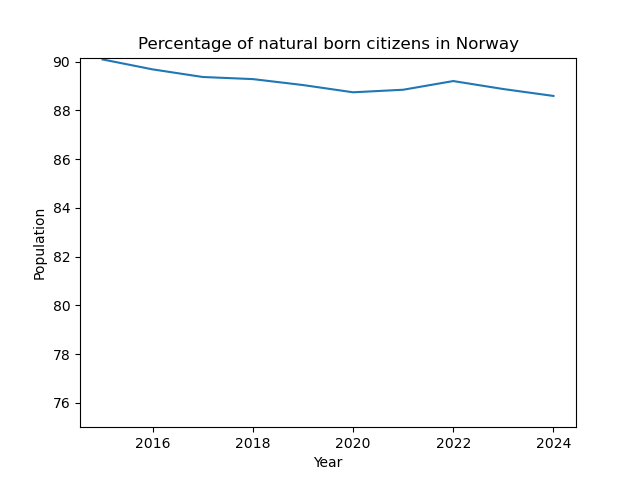 Percentage of natural born citizens in Norway
90
88
86
84
82
80
78
76
Population
2016 2018 2020 2022 2024
Year